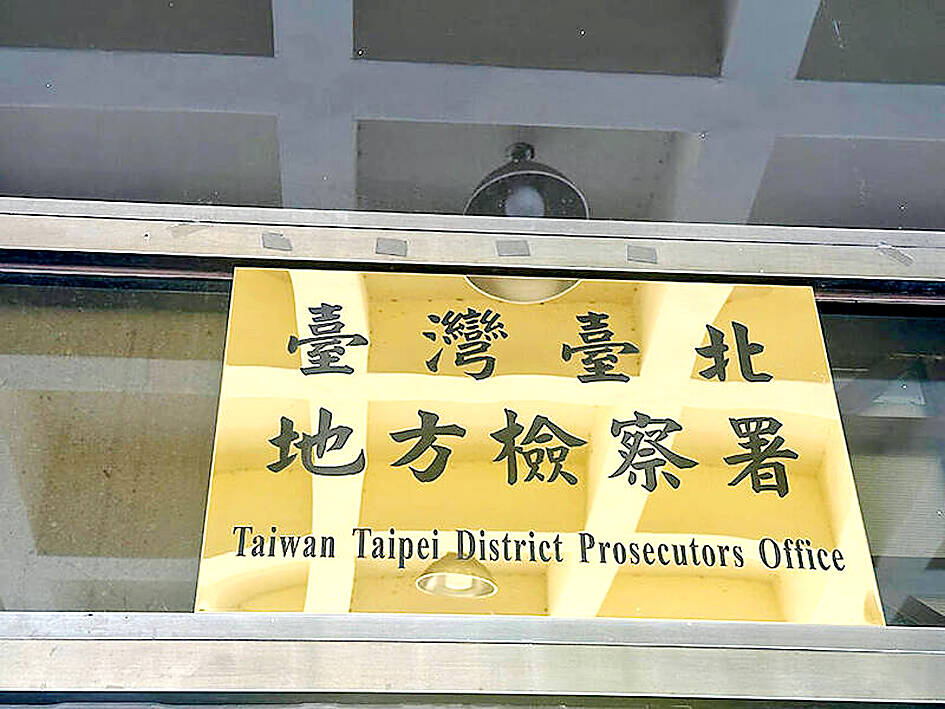 臺灣臺北
地方檢察署
Taiwan Taipei District Prosecutors Office